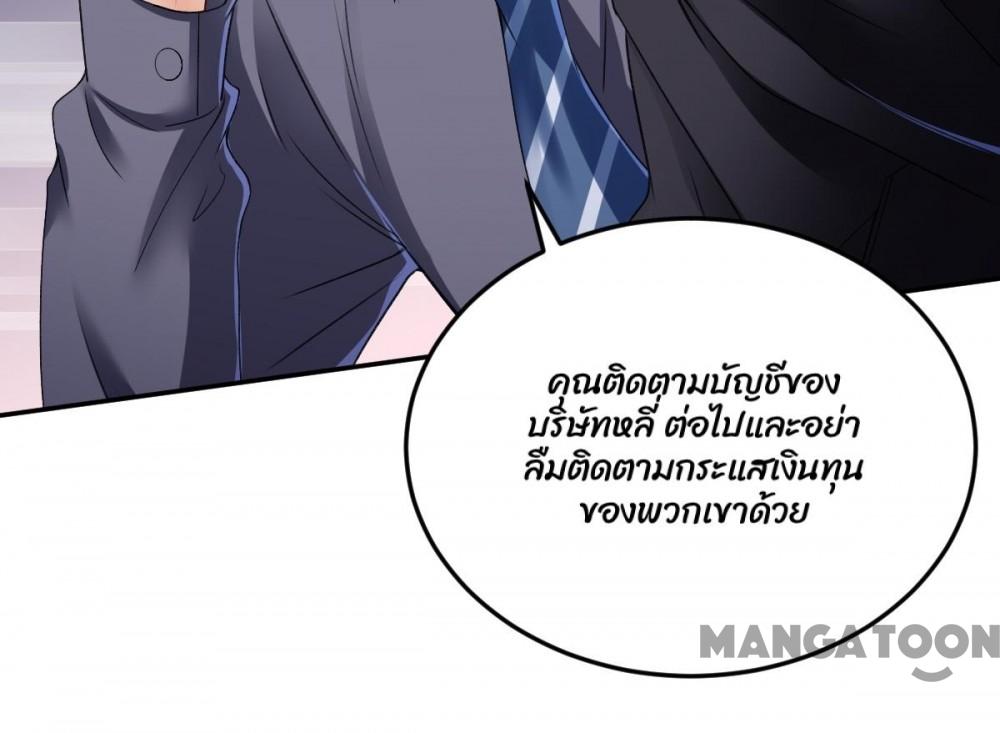 คุณติดตามบัญชีของ
บริษัทหลี่ ต่อไปและอย่า
ลืมติดตามกระแสเงินทุน
ของพวกเขาด้วย
MANGATOON